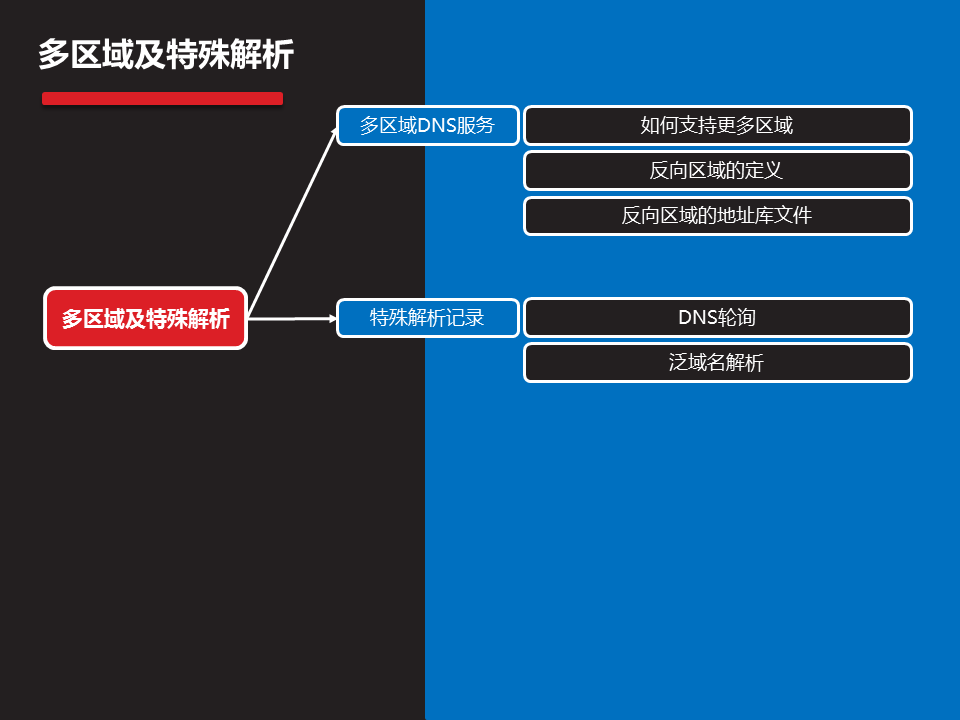 多区域及特殊解析
多区域DNS服务
如何支持更多区域
反向区域的定义
反向区域的地址库文件
多区域及特殊解析
特殊解析记录
DNS轮询
泛域名解析